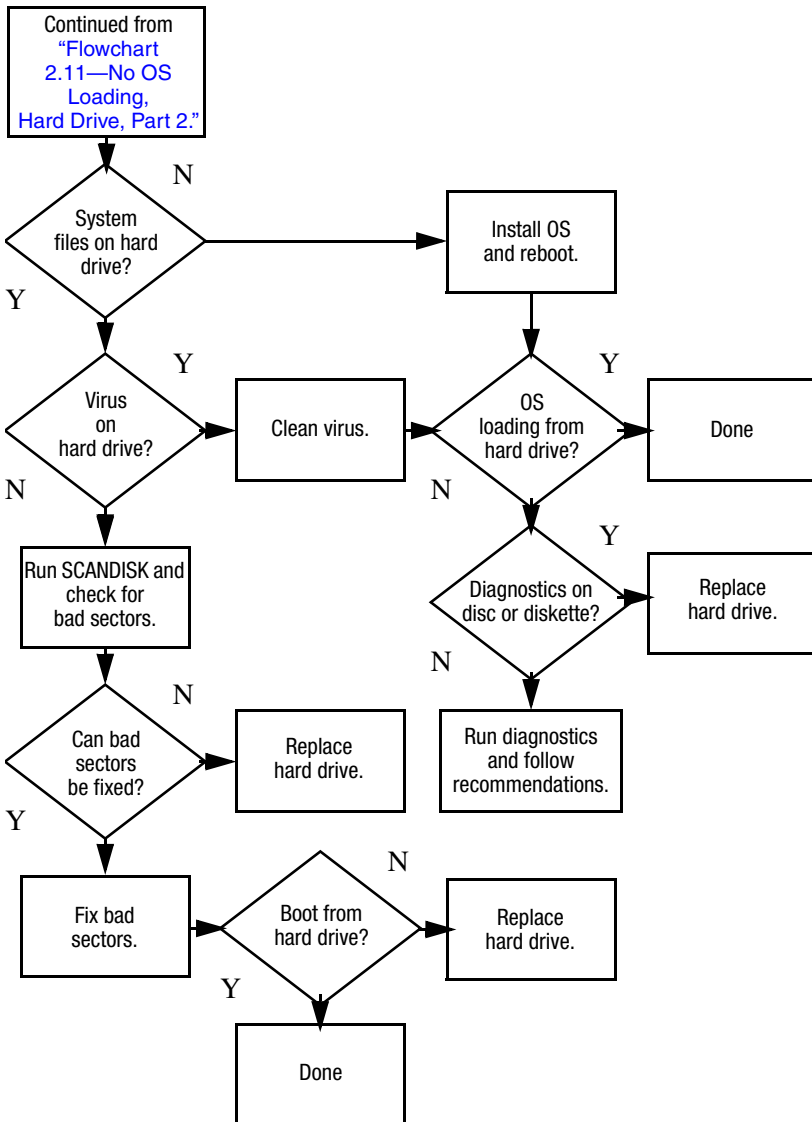 Continued from
“Flowchart
2.11—No OS
Loading,
Hard Drive, Part 2.”
N
System
files on hard
drive?
Install OS
and reboot.
Y
Y
Y
Virus
on
hard drive?
Clean virus.
OS
loading from
hard drive?
Done
N
N
Y
Run SCANDISK and
check for
bad sectors.
Diagnostics on
disc or diskette?
Replace
hard drive.
N
N
Can bad
sectors
be fixed?
Replace
hard drive.
Run diagnostics
and follow
recommendations.
Y
N
Fix bad
sectors.
Boot from
hard drive?
Replace
hard drive.
Y
Done